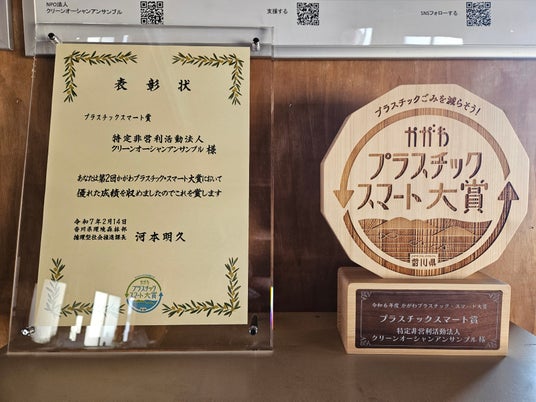 NPO法人
クリーンオーシャンアンサンブル
支援する
SNSフォローする
表彰状
プラスチックスマート賞
特定非営利活動法人
クリーンオーシャンアンサンブル 様
あなたは第2回かがわプラスチック・スマート大賞において
優れた成績を収めましたのでこれを賞します
令和7年2月14日
香川県環境森林部
循環型社会推進課長 河本明久
かがわ
プラスチック
スマート大賞
プラスチックごみを減らそう！
かがわ
プラスチック
スマート大賞
香川県
令和6年度 かがわプラスチック・スマート大賞
プラスチックスマート賞
特定非営利活動法人
クリーンオーシャンアンサンブル 様